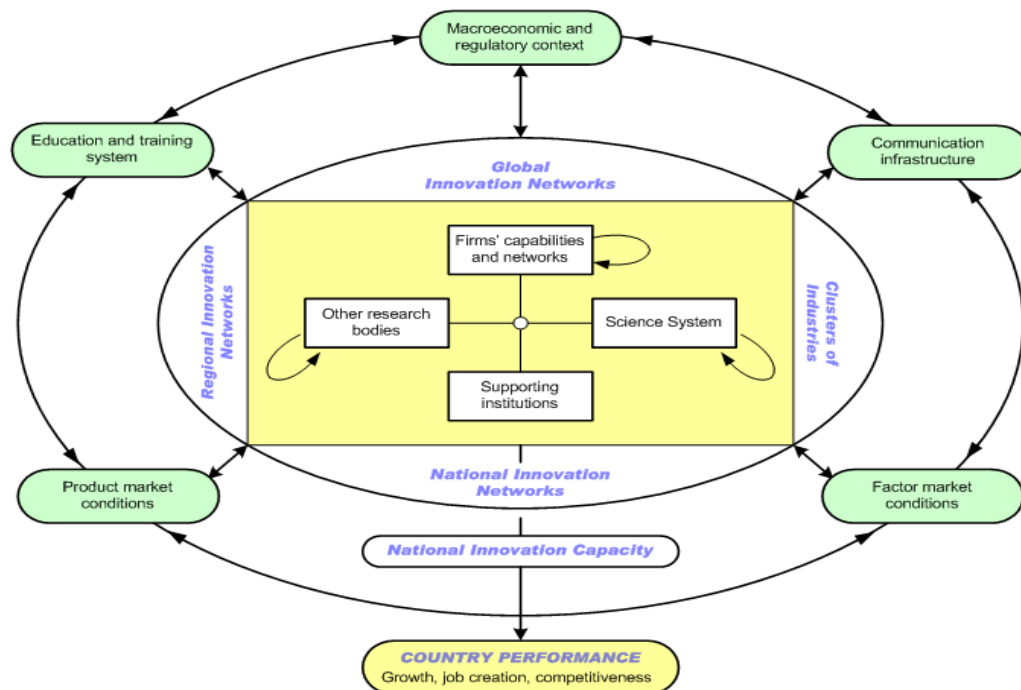 Macroeconomic and
regulatory context
Education and training
system
Communication
infrastructure
Global
Innovation Networks
Regional Innovation
Networks
Clusters of
Industries
Firms' capabilities
and networks
Other research
bodies
Science System
Supporting
institutions
National Innovation
Networks
Product market
conditions
Factor market
conditions
National Innovation Capacity
COUNTRY PERFORMANCE
Growth, job creation, competitiveness